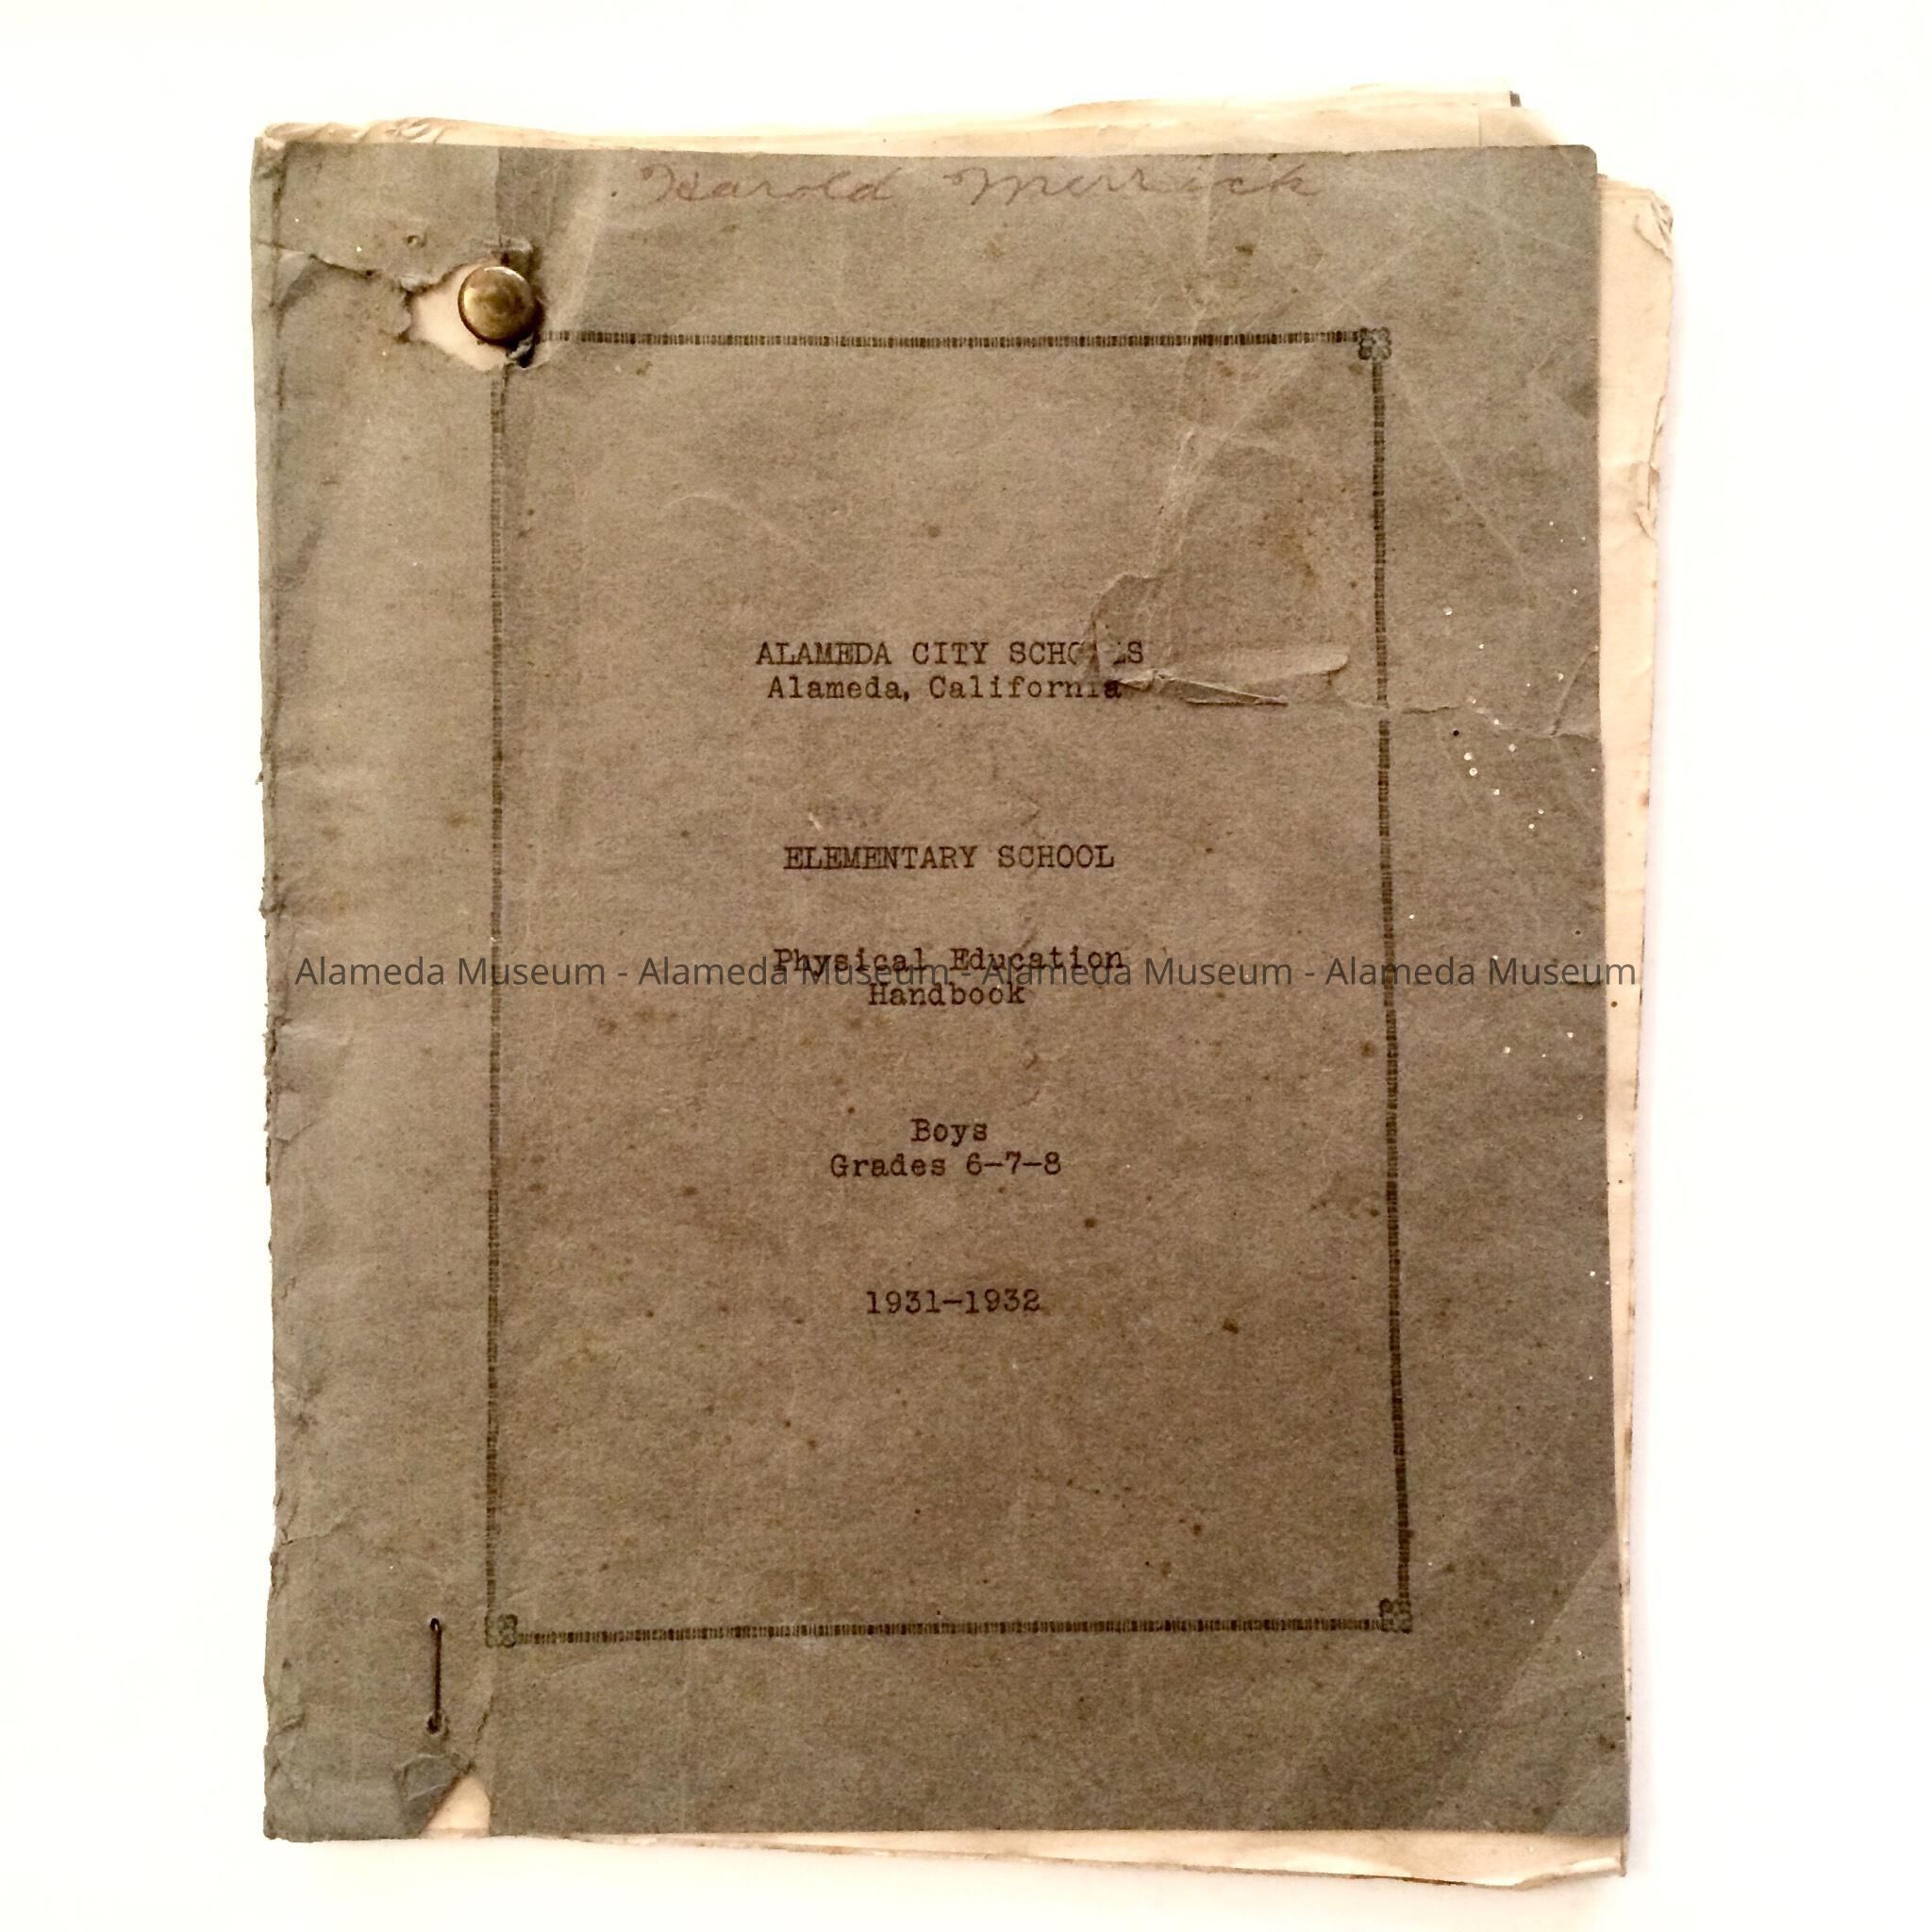 Harold Merrick
ALAMEDA CITY SCHOOLS
Alameda, California
ELEMENTARY SCHOOL
Physical Education
Alameda Museum - Alameda Museum - Alameda Museum - Alameda Museum
Handbook
Boys
Grades 6-7-8
1931-1932